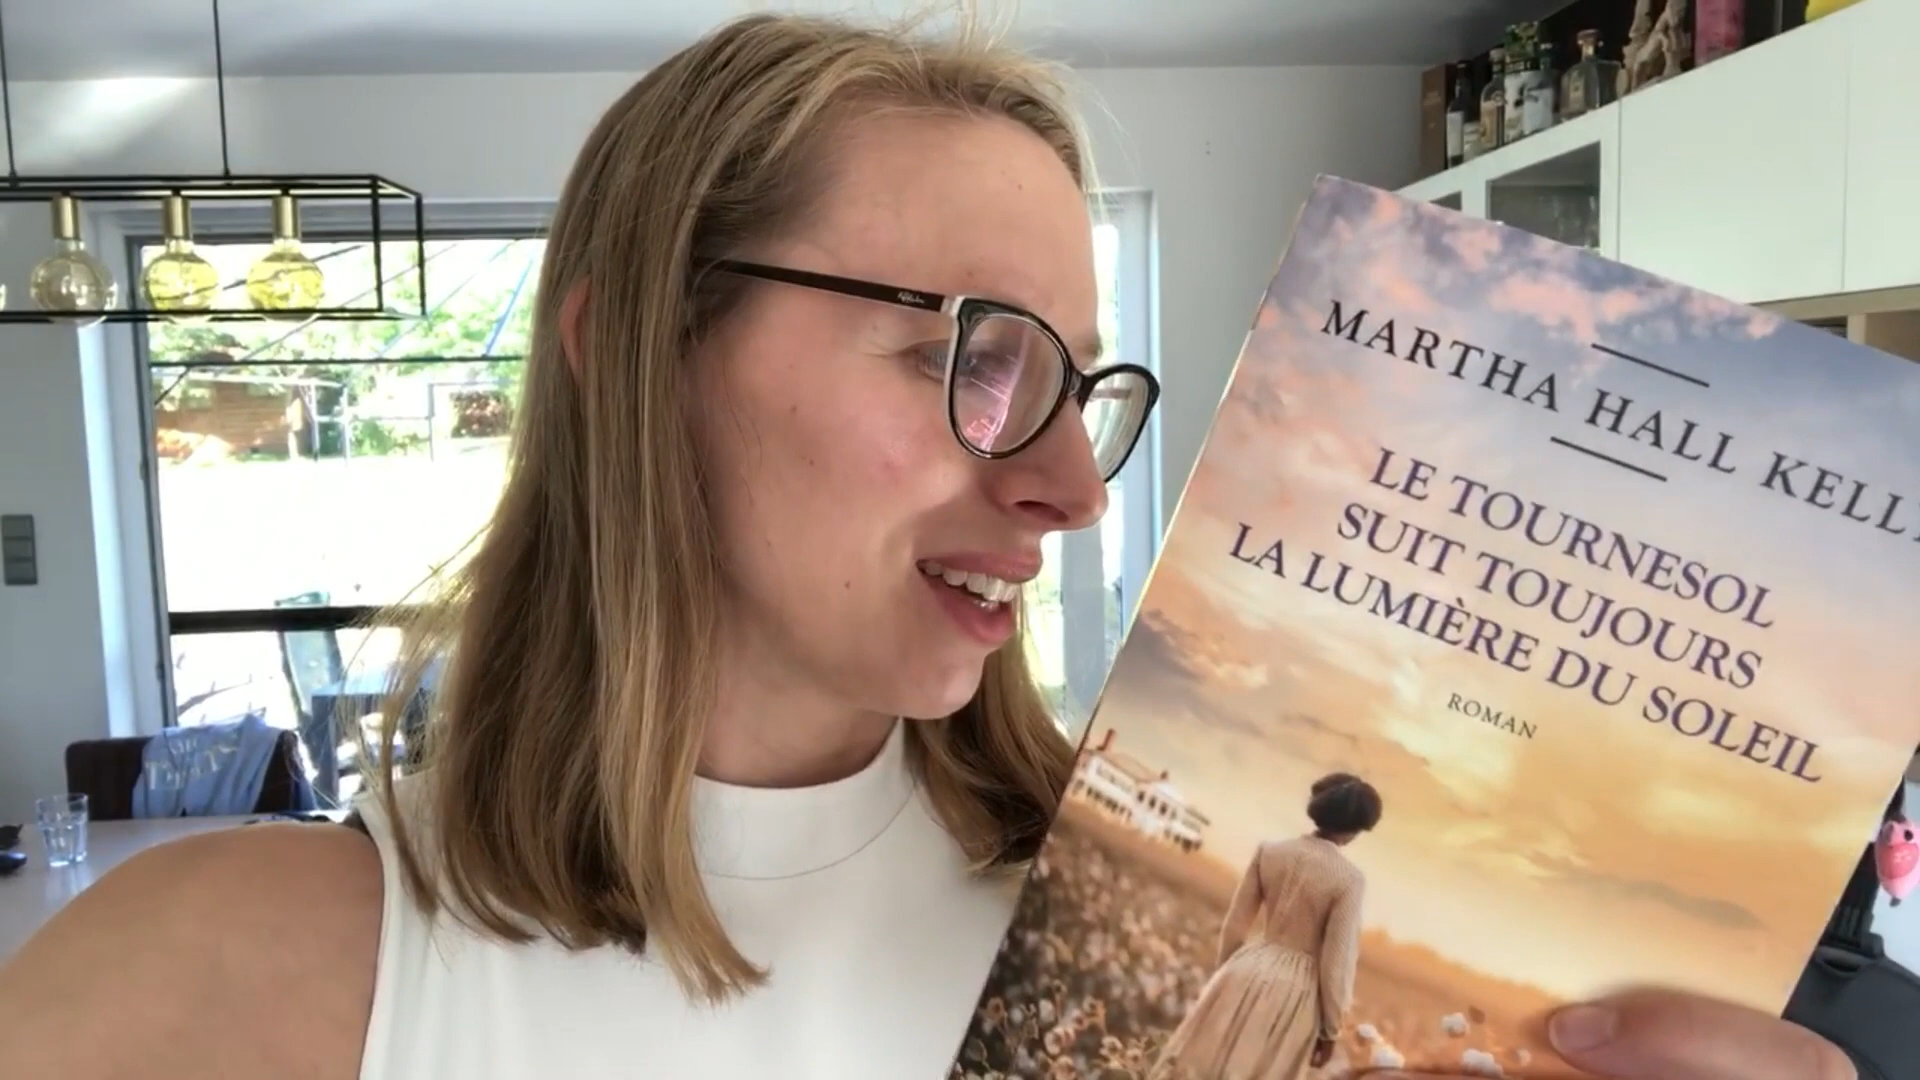 MARTHA HALL KELL
LE TOURNESOL
SUIT TOUJOURS
LA LUMIÈRE DU SOLEIL
ROMAN